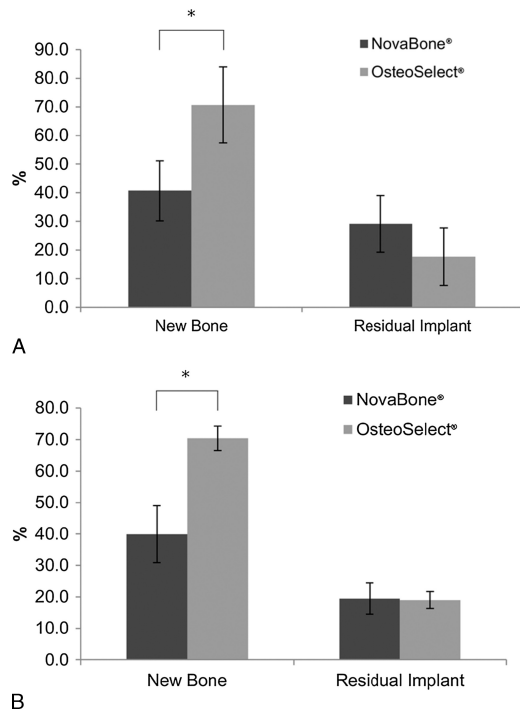 *
90.0
80.0
70.0
60.0
50.0
40.0
30.0
20.0
10.0
0.0
%
NovaBone®
OsteoSelect®
New Bone
Residual Implant
A
*
80.0
70.0
60.0
50.0
40.0
30.0
20.0
10.0
0.0
%
NovaBone®
OsteoSelect®
New Bone
Residual Implant
B